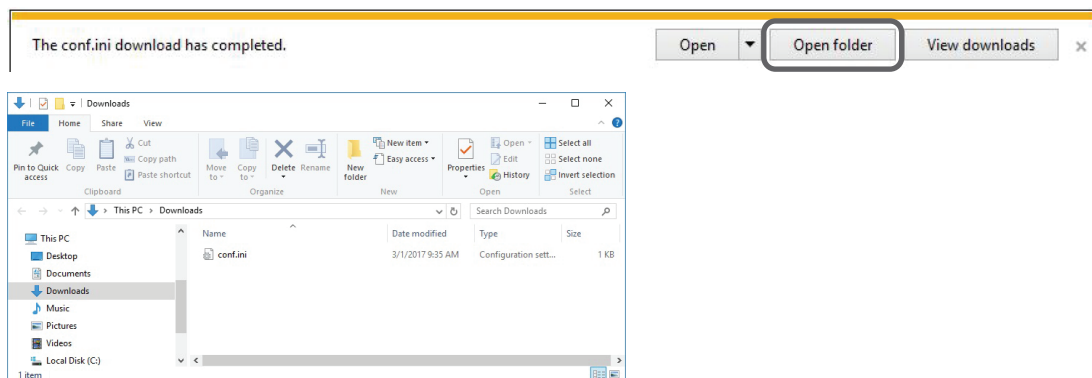 The conf.ini download has completed.
Open
Open folder
View downloads
Downloads
File Home Share View
Pin to Quick access
Copy
Paste
Cut
Copy path
Paste shortcut
Clipboard
Move to
Copy to
Delete
Rename
Organize
New folder
New item
Easy access
New
Properties
Open
Edit
History
Open
Select all
Select none
Invert selection
Select
This PC > Downloads
Search Downloads
This PC
Desktop
Documents
Downloads
Music
Pictures
Videos
Local Disk (C:)
Name Date modified Type Size
conf.ini 3/1/2017 9:35 AM Configuration sett... 1 KB
1 item